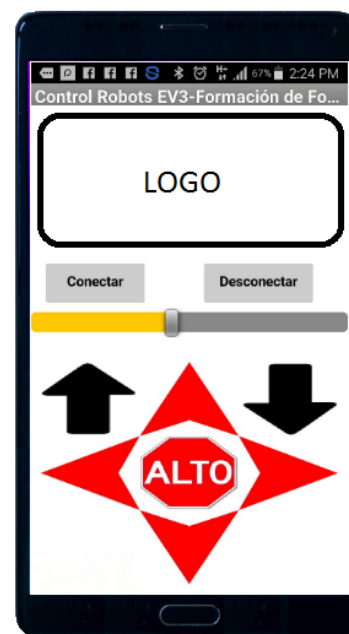 H+ 67% 2:24 PM
Control Robots EV3-Formación de Fo...
LOGO
Conectar Desconectar
ALTO